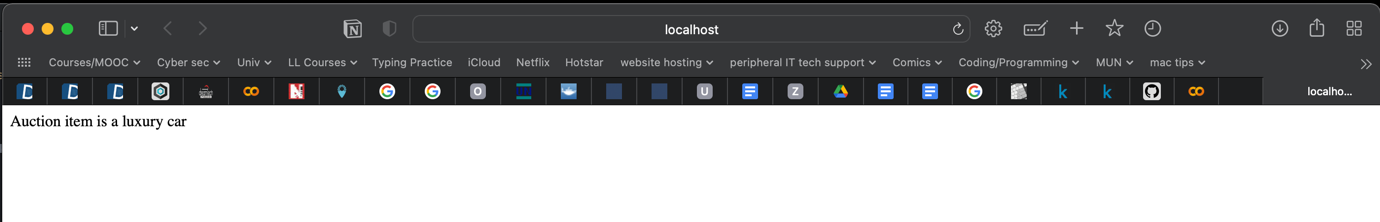 localhost
Courses/MOOC Cyber sec Univ LL Courses Typing Practice iCloud Netflix Hotstar website hosting peripheral IT tech support Comics Coding/Programming MUN mac tips
O U Z k k localho...
Auction item is a luxury car